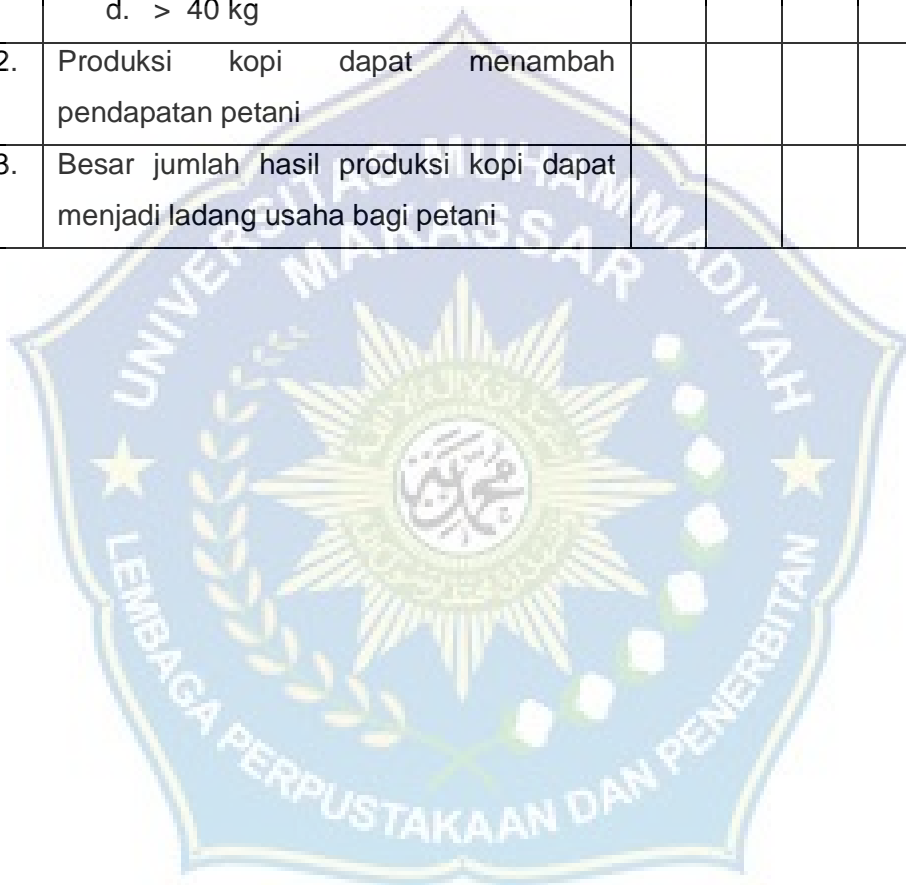 d. > 40 kg
2. Produksi kopi dapat menambah
pendapatan petani
3. Besar jumlah hasil produksi kopi dapat
menjadi ladang usaha bagi petani
UNIVERSITAS MUHAMMADIYAH
MAKASSAR
LEMBAGA PERPUSTAKAAN DAN PENERBITAN